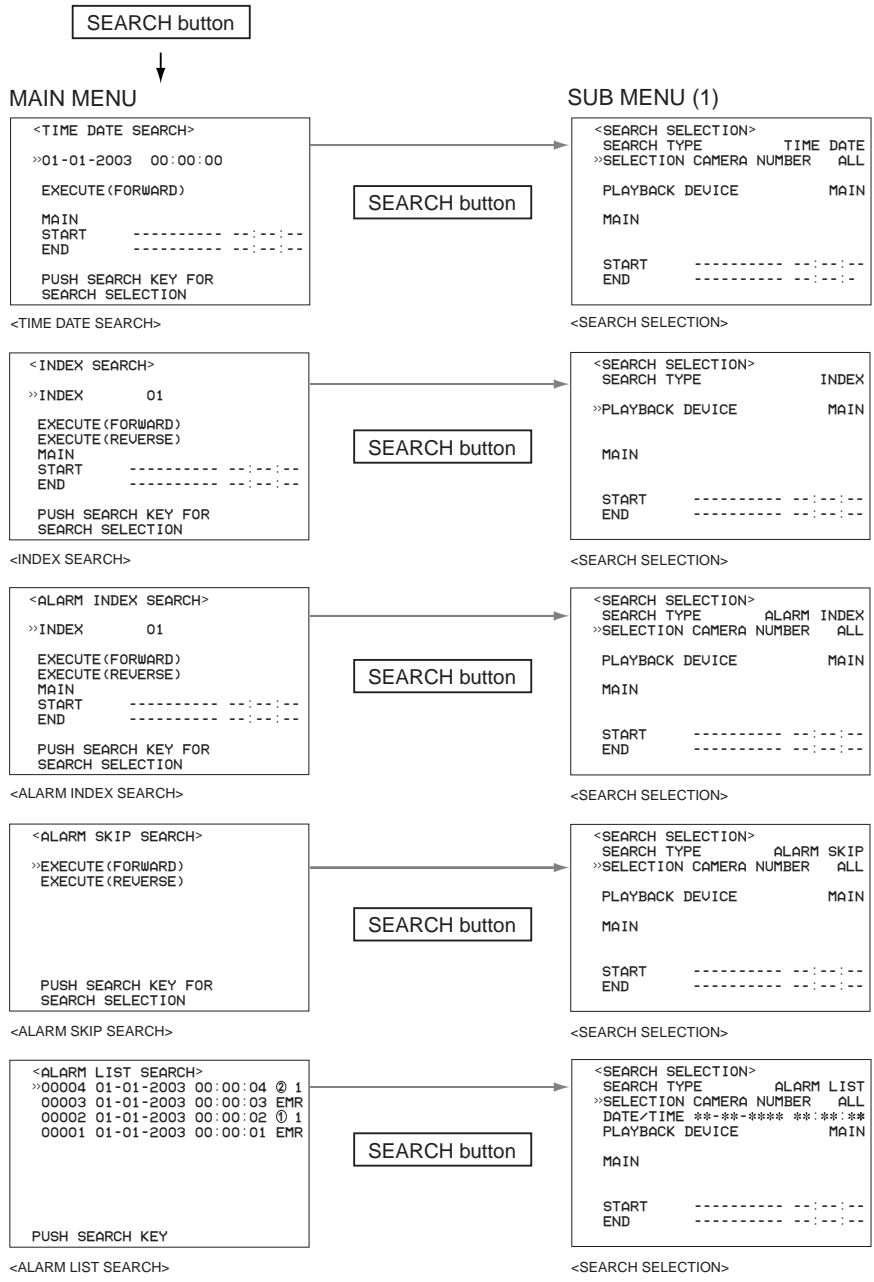 SEARCH button
MAIN MENU
SUB MENU (1)
<TIME DATE SEARCH>
»01-01-2003 00:00:00
EXECUTE(FORWARD)
MAIN
START ---------- --:--:--
END ---------- --:--:--
PUSH SEARCH KEY FOR
SEARCH SELECTION
<TIME DATE SEARCH>
SEARCH button
<SEARCH SELECTION>
SEARCH TYPE TIME DATE
»SELECTION CAMERA NUMBER ALL
PLAYBACK DEVICE MAIN
MAIN
START ---------- --:--:--
END ---------- --:--:-
<SEARCH SELECTION>
<INDEX SEARCH>
»INDEX 01
EXECUTE(FORWARD)
EXECUTE(REVERSE)
MAIN
START ---------- --:--:--
END ---------- --:--:--
PUSH SEARCH KEY FOR
SEARCH SELECTION
<INDEX SEARCH>
SEARCH button
<SEARCH SELECTION>
SEARCH TYPE INDEX
»PLAYBACK DEVICE MAIN
MAIN
START ---------- --:--:--
END ---------- --:--:--
<SEARCH SELECTION>
<ALARM INDEX SEARCH>
»INDEX 01
EXECUTE(FORWARD)
EXECUTE(REVERSE)
MAIN
START ---------- --:--:--
END ---------- --:--:--
PUSH SEARCH KEY FOR
SEARCH SELECTION
<ALARM INDEX SEARCH>
SEARCH button
<SEARCH SELECTION>
SEARCH TYPE ALARM INDEX
»SELECTION CAMERA NUMBER ALL
PLAYBACK DEVICE MAIN
MAIN
START ---------- --:--:--
END ---------- --:--:--
<SEARCH SELECTION>
<ALARM SKIP SEARCH>
»EXECUTE(FORWARD)
EXECUTE(REVERSE)
PUSH SEARCH KEY FOR
SEARCH SELECTION
<ALARM SKIP SEARCH>
SEARCH button
<SEARCH SELECTION>
SEARCH TYPE ALARM SKIP
»SELECTION CAMERA NUMBER ALL
PLAYBACK DEVICE MAIN
MAIN
START ---------- --:--:--
END ---------- --:--:--
<SEARCH SELECTION>
<ALARM LIST SEARCH>
»00004 01-01-2003 00:00:04 ② 1
00003 01-01-2003 00:00:03 EMR
00002 01-01-2003 00:00:02 ① 1
00001 01-01-2003 00:00:01 EMR
PUSH SEARCH KEY
<ALARM LIST SEARCH>
SEARCH button
<SEARCH SELECTION>
SEARCH TYPE ALARM LIST
»SELECTION CAMERA NUMBER ALL
DATE/TIME **-**-**** **:**:**
PLAYBACK DEVICE MAIN
MAIN
START ---------- --:--:--
END ---------- --:--:--
<SEARCH SELECTION>